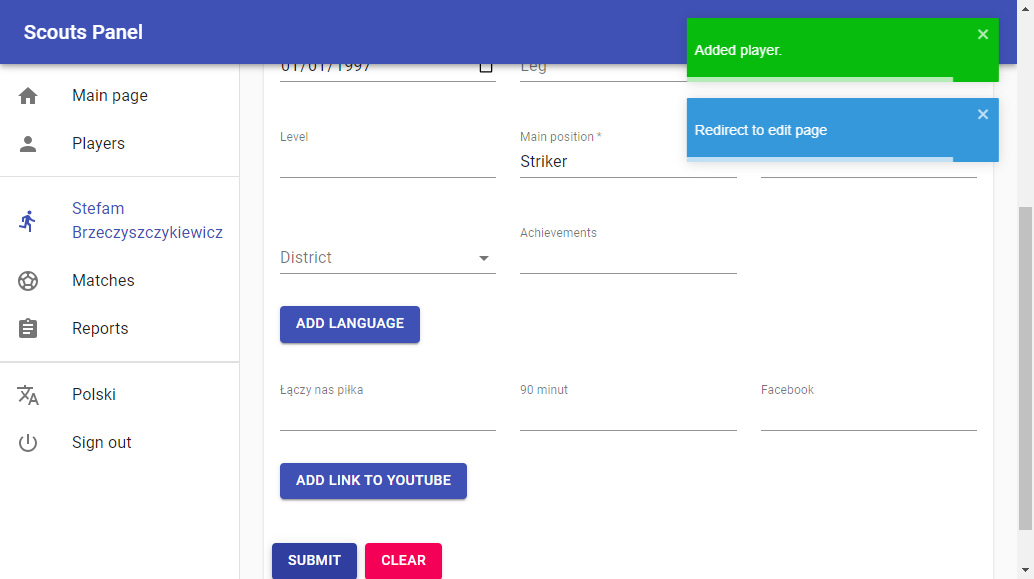 Scouts Panel
Added player.
Redirect to edit page
Main page
Players
Stefam
Brzeczyszczykiewicz
Matches
Reports
Polski
Sign out
01/01/1997
Leg
Level
Main position *
Striker
District
Achievements
ADD LANGUAGE
Łączy nas piłka
90 minut
Facebook
ADD LINK TO YOUTUBE
SUBMIT
CLEAR